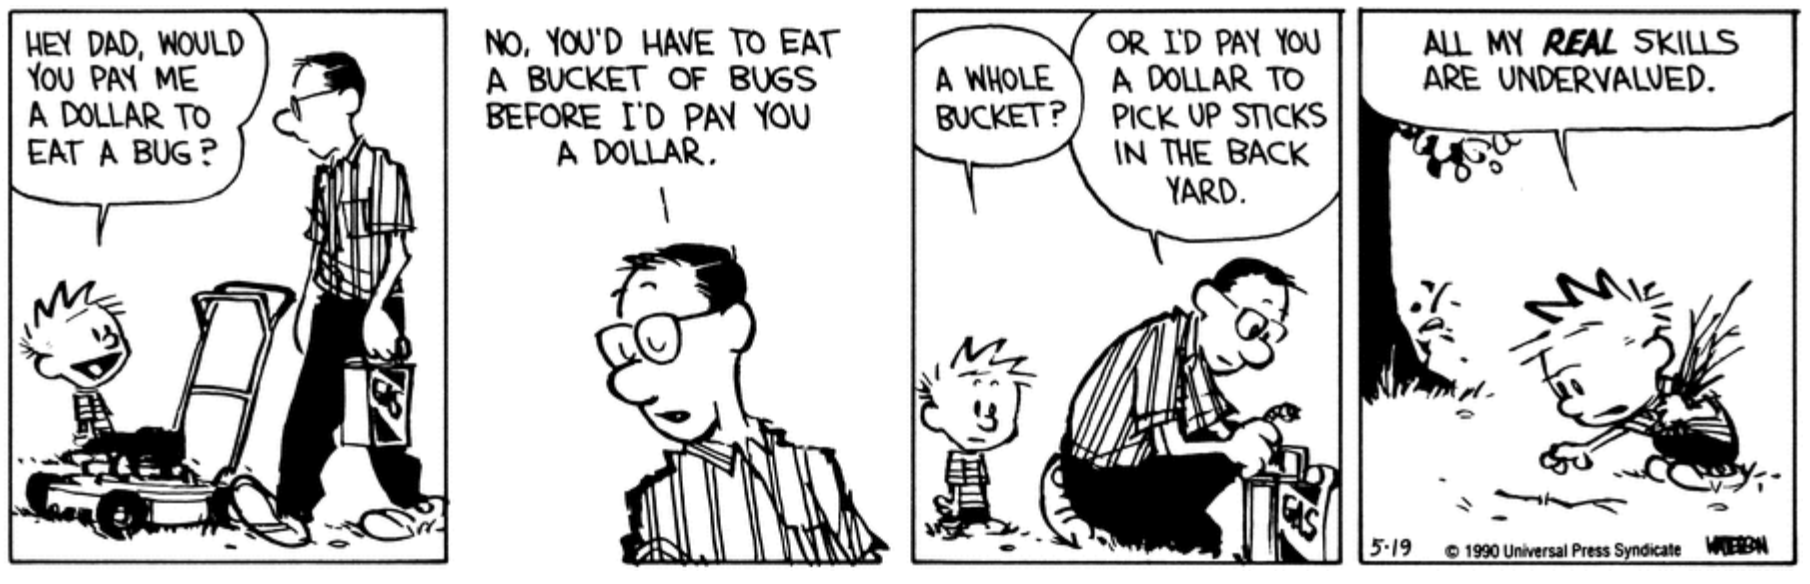 HEY DAD, WOULD
YOU PAY ME
A DOLLAR TO
EAT A BUG?
NO, YOU'D HAVE TO EAT
A BUCKET OF BUGS
BEFORE I'D PAY YOU
A DOLLAR.
A WHOLE
BUCKET?
OR I'D PAY YOU
A DOLLAR TO
PICK UP STICKS
IN THE BACK
YARD.
ALL MY REAL SKILLS
ARE UNDERVALUED.
GAS
GAS
5-19
© 1990 Universal Press Syndicate
WATTERSON